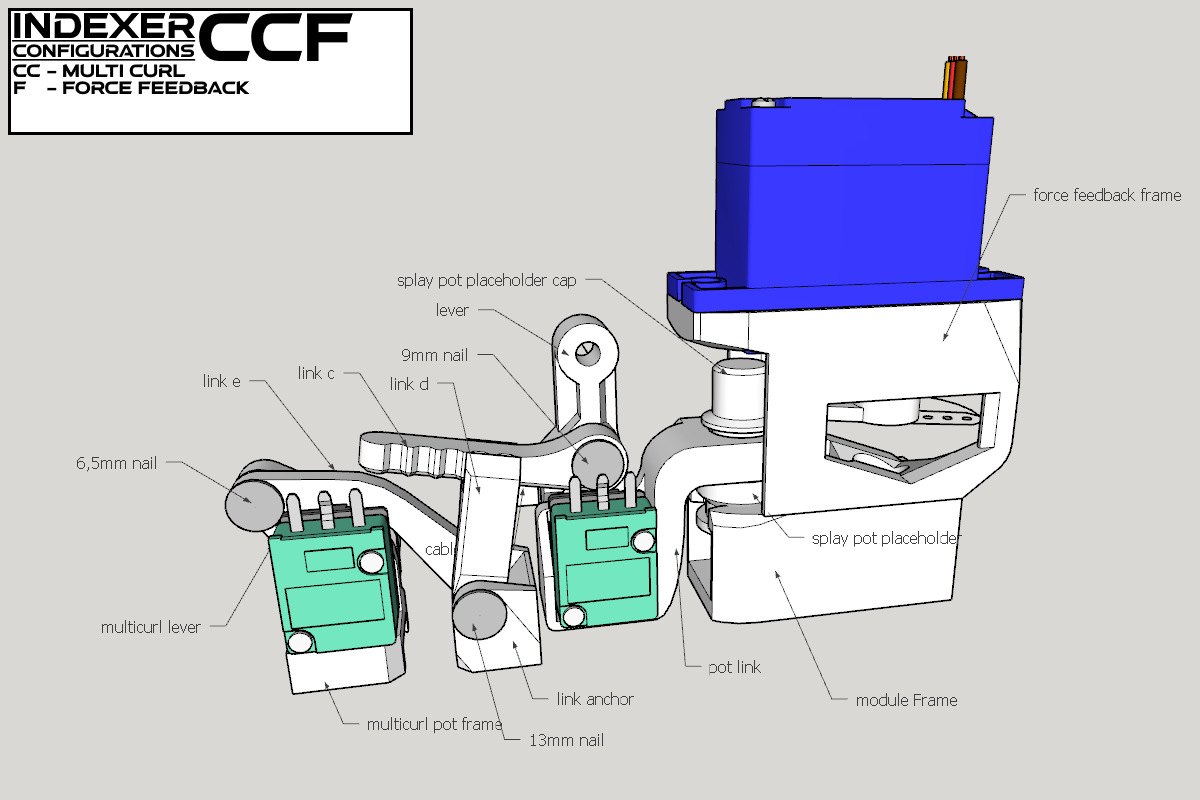 INDEXER CCF
CONFIGURATIONS
CC - MULTI CURL
F - FORCE FEEDBACK
force feedback frame
splay pot placeholder cap
lever
9mm nail
link c
link d
link e
6,5mm nail
splay pot placeholder
multicurl lever
pot link
link anchor
module Frame
multicurl pot frame
13mm nail